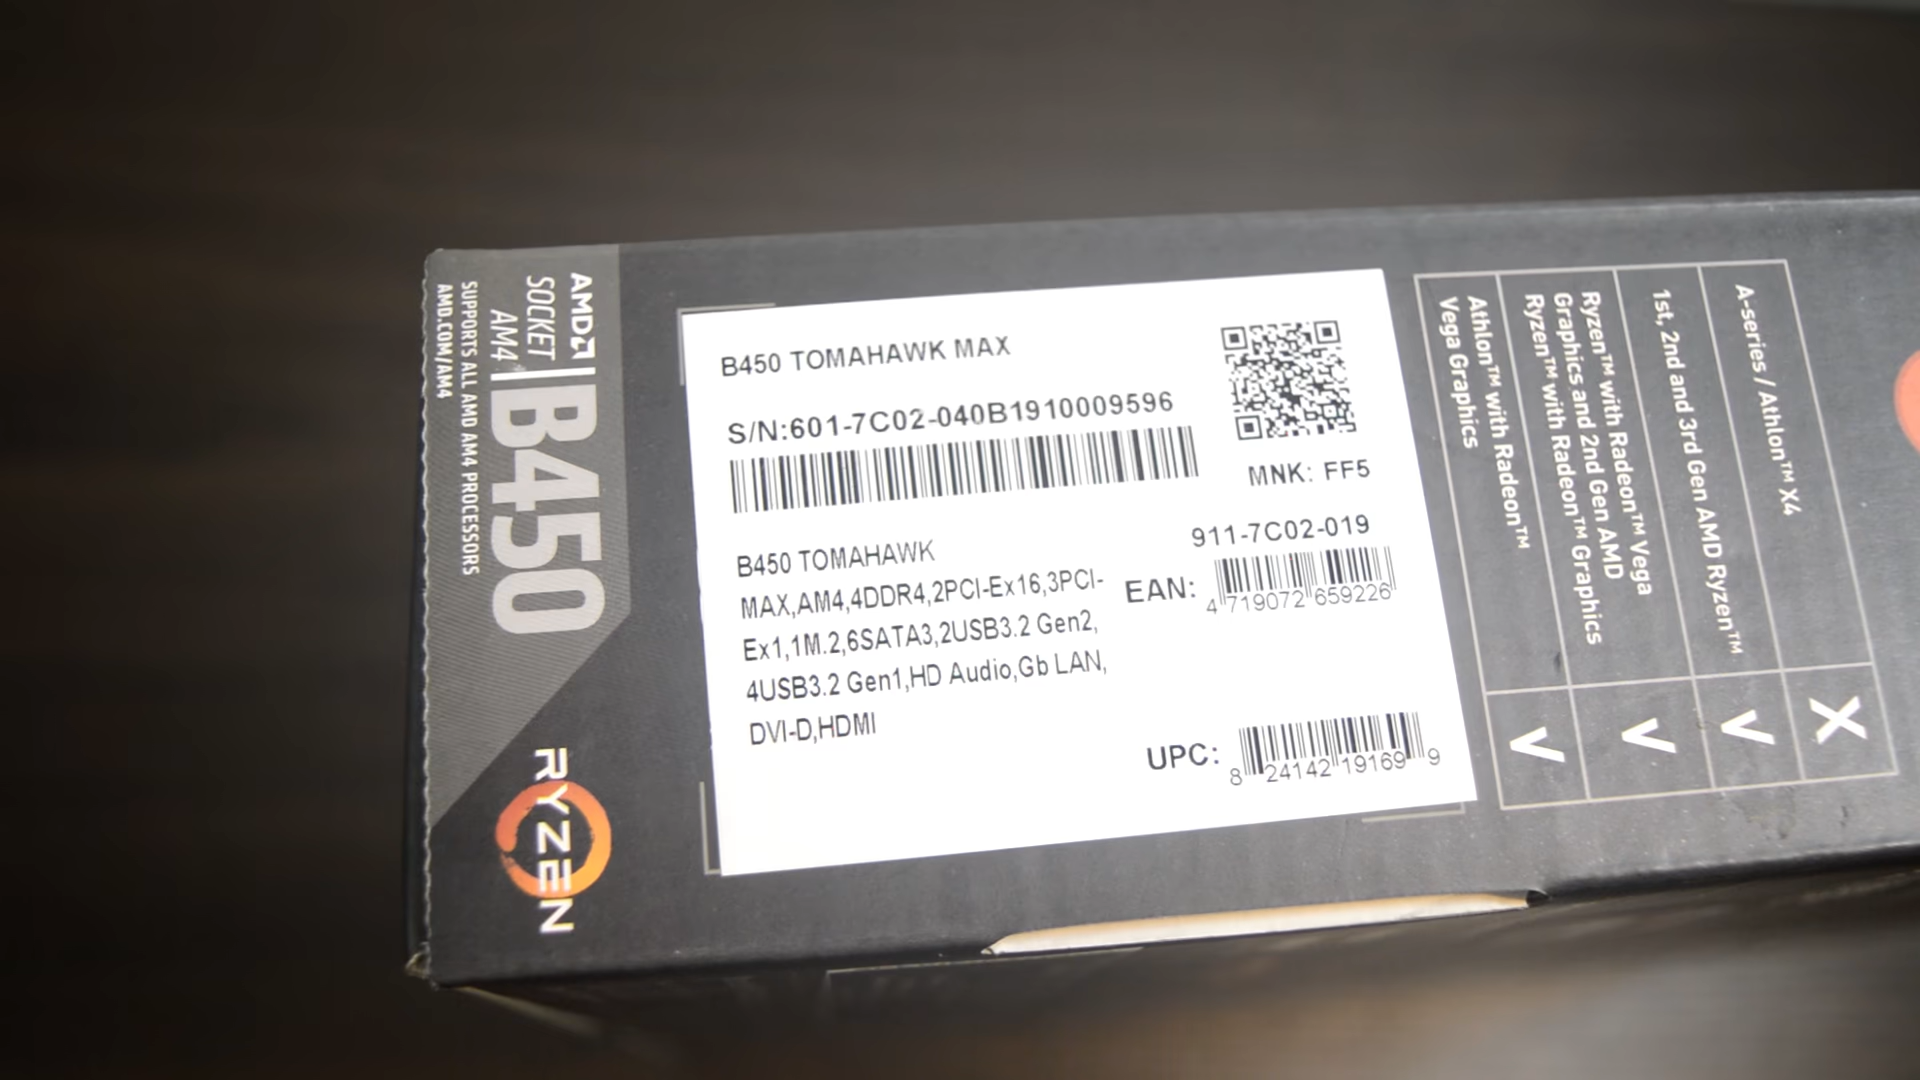 AMD
SOCKET
AM4
B450
SUPPORTS ALL AMD AM4 PROCESSORS
AMD.COM/AM4
RYZEN
B450 TOMAHAWK MAX
S/N:601-7C02-040B1910009596
MNK: FF5
B450 TOMAHAWK
MAX,AM4,4DDR4,2PCI-Ex16,3PCI-
Ex1,1M.2,6SATA3,2USB3.2 Gen2,
4USB3.2 Gen1,HD Audio,Gb LAN,
DVI-D,HDMI
911-7C02-019
EAN:
4 719072 659226
UPC:
8 24142 19169 9
A-series / Athlon™ X4
X
1st, 2nd and 3rd Gen AMD Ryzen™
V
Ryzen™ with Radeon™ Vega
Graphics and 2nd Gen AMD
Ryzen™ with Radeon™ Graphics
V
Athlon™ with Radeon™
Vega Graphics
V